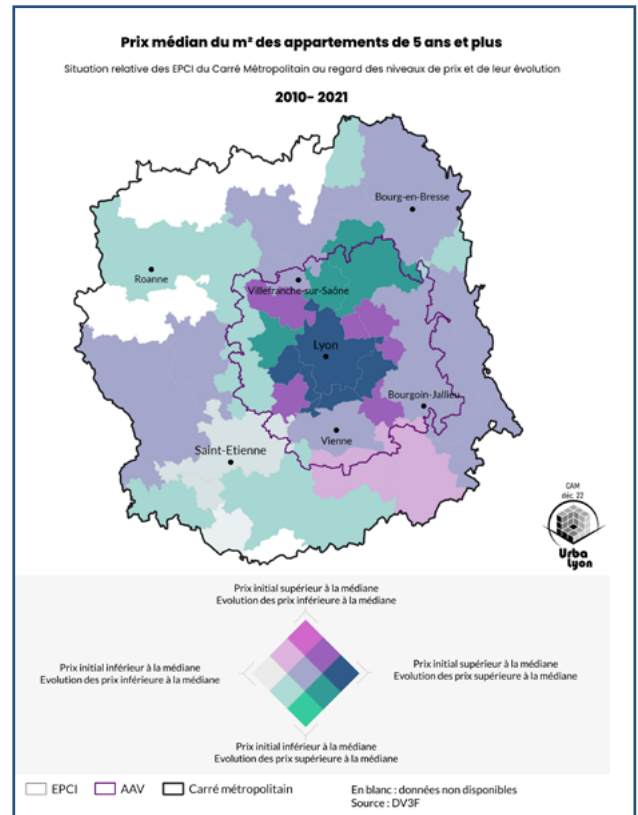 Prix médian du m² des appartements de 5 ans et plus
Situation relative des EPCI du Carré Métropolitain au regard des niveaux de prix et de leur évolution
2010- 2021
Bourg-en-Bresse
Roanne
Villefranche-sur-Saône
Lyon
Bourgoin-Jallieu
Vienne
Saint-Etienne
CAM
déc. 22
Urba
Lyon
Prix initial supérieur à la médiane
Evolution des prix inférieure à la médiane
Prix initial inférieur à la médiane
Evolution des prix inférieure à la médiane
Prix initial supérieur à la médiane
Evolution des prix supérieure à la médiane
Prix initial inférieur à la médiane
Evolution des prix supérieure à la médiane
EPCI
AAV
Carré métropolitain
En blanc : données non disponibles
Source : DV3F